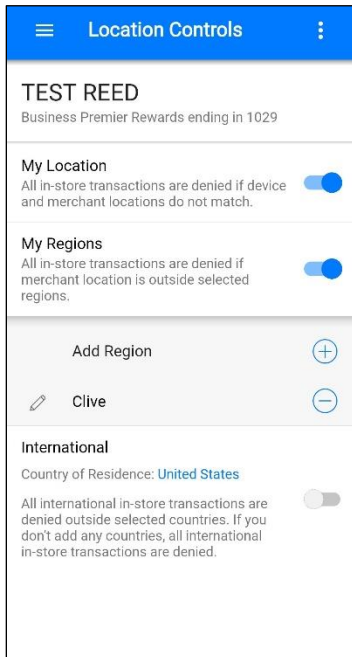 Location Controls
TEST REED
Business Premier Rewards ending in 1029
My Location
All in-store transactions are denied if device
and merchant locations do not match.
My Regions
All in-store transactions are denied if
merchant location is outside selected
regions.
Add Region
Clive
International
Country of Residence: United States
All international in-store transactions are
denied outside selected countries. If you
don't add any countries, all international
in-store transactions are denied.